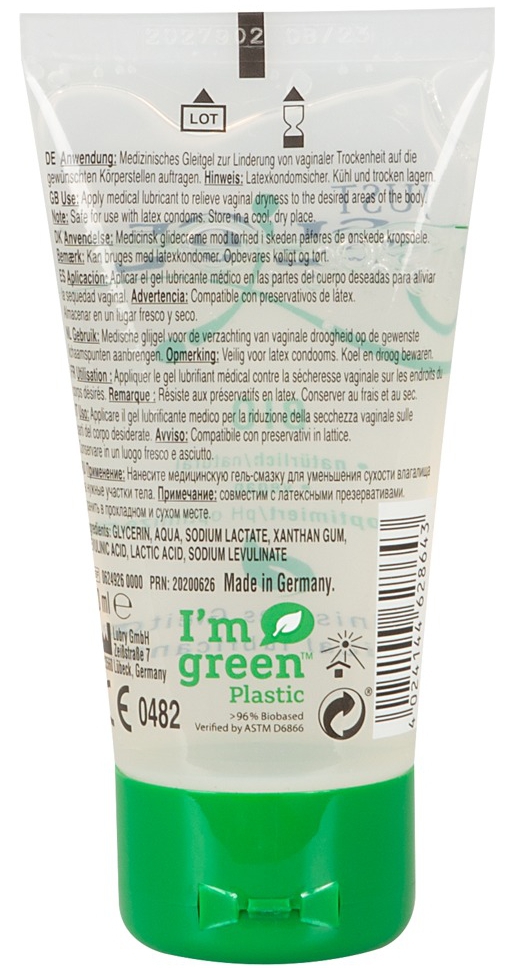 2027902 08/23
LOT
DE Anwendung: Medizinisches Gleitgel zur Linderung von vaginaler Trockenheit auf die
gewünschten Körperstellen auftragen. Hinweis: Latexkondomsicher. Kühl und trocken lagern.
GB Use: Apply medical lubricant to relieve vaginal dryness to the desired areas of the body.
Note: Safe for use with latex condoms. Store in a cool, dry place.
DK Anvendelse: Medicinsk glidecreme mod tørhed i skeden påføres de ønskede kropsdele.
Bemærk: Kan bruges med latexkondomer. Opbevares køligt og tørt.
ES Aplicación: Aplicar el gel lubricante médico en las partes del cuerpo deseadas para aliviar
la sequedad vaginal. Advertencia: Compatible con preservativos de látex.
Almacenar en un lugar fresco y seco.
NL Gebruik: Medische glijgel voor de verzachting van vaginale droogheid op de gewenste
aanbrengen. Opmerking: Veilig voor latex condooms. Koel en droog bewaren.
FR Utilisation: Appliquer le gel lubrifiant médical contre la sécheresse vaginale sur les endroits du
corps désirés. Remarque : Résiste aux préservatifs en latex. Conserver au frais et au sec.
Uso: Applicare il gel lubrificante medico per la riduzione della secchezza vaginale sulle
del corpo desiderate. Avviso: Compatibile con preservativi in lattice.
in un luogo fresco e asciutto.
Применение: Нанесите медицинскую гель-смазку для уменьшения сухости влагалища
нужные участки тела. Примечание: совместим с латексными презервативами.
в прохладном и сухом месте.
GLYCERIN, AQUA, SODIUM LACTATE, XANTHAN GUM,
ACID, LACTIC ACID, SODIUM LEVULINATE
0624926 0000 PRN: 20200626 Made in Germany.
ml e
Lubry GmbH
Zeißstraße 7
Lübeck, Germany
CE 0482
I'm
green™
Plastic
>96% Biobased
Verified by ASTM D6866
®
4024144628643